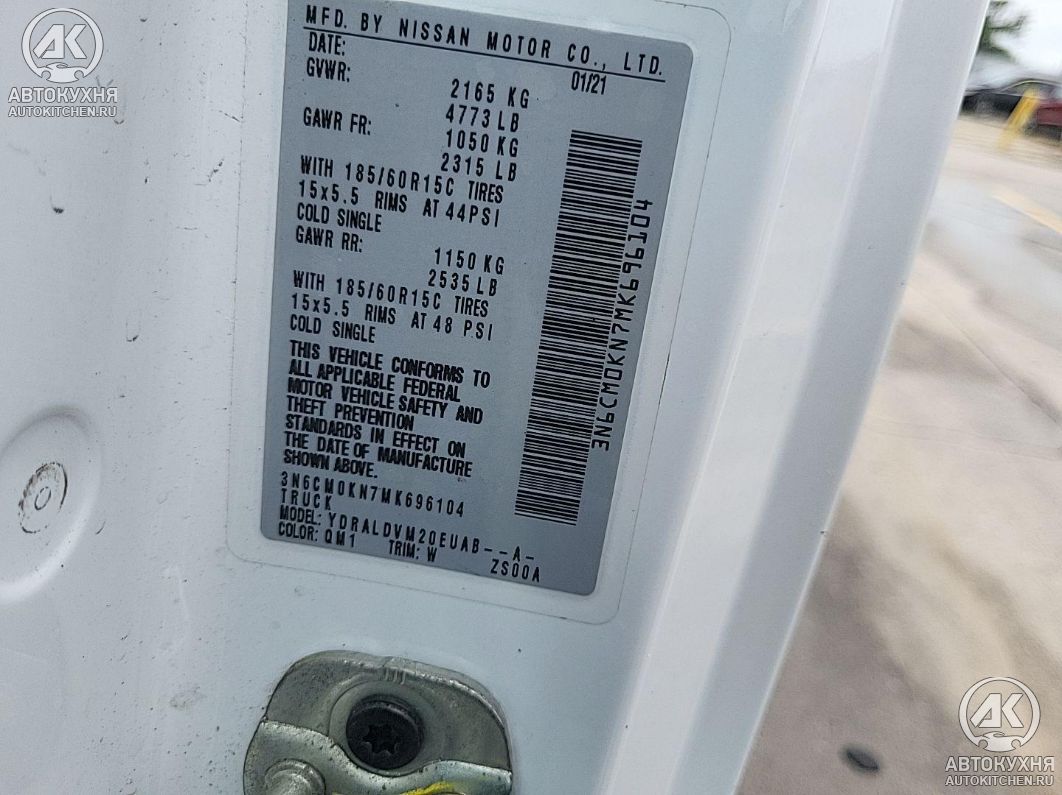 АК
АВТОКУХНЯ
AUTOKITCHEN.RU
MFD. BY NISSAN MOTOR CO., LTD.
DATE: 01/21
GVWR: 2165 KG
4773 LB
GAWR FR: 1050 KG
2315 LB
WITH 185/60R15C TIRES
15x5.5 RIMS AT 44PSI
COLD SINGLE
GAWR RR: 1150 KG
2535 LB
WITH 185/60R15C TIRES
15x5.5 RIMS AT 48 PSI
COLD SINGLE
THIS VEHICLE CONFORMS TO
ALL APPLICABLE FEDERAL
MOTOR VEHICLE SAFETY AND
THEFT PREVENTION
STANDARDS IN EFFECT ON
THE DATE OF MANUFACTURE
SHOWN ABOVE.
3N6CM0KN7MK696104
TRUCK
MODEL: YDRALDVM20EUAB--A-
COLOR: QM1 TRIM: W ZS00A
3N6CM0KN7MK696104
АК
АВТОКУХНЯ
AUTOKITCHEN.RU